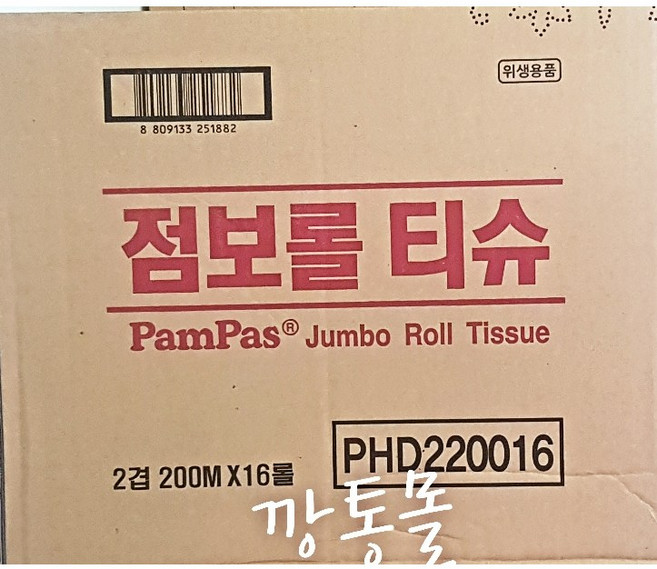 위생용품
8 809133 251882
점보롤 티슈
PamPas® Jumbo Roll Tissue
2겹 200M X16롤
PHD220016
깡통몰